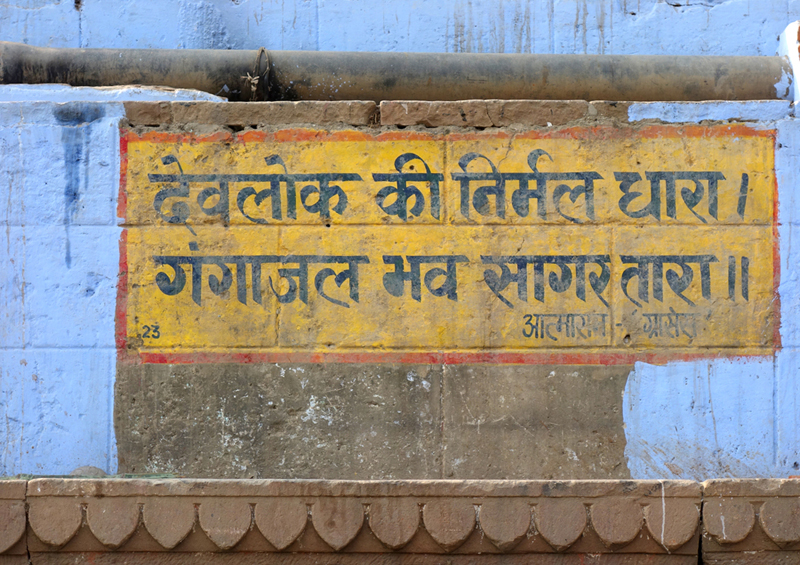 देवलोक की निर्मल धारा।
गंगाजल भव सागर तारा॥
23